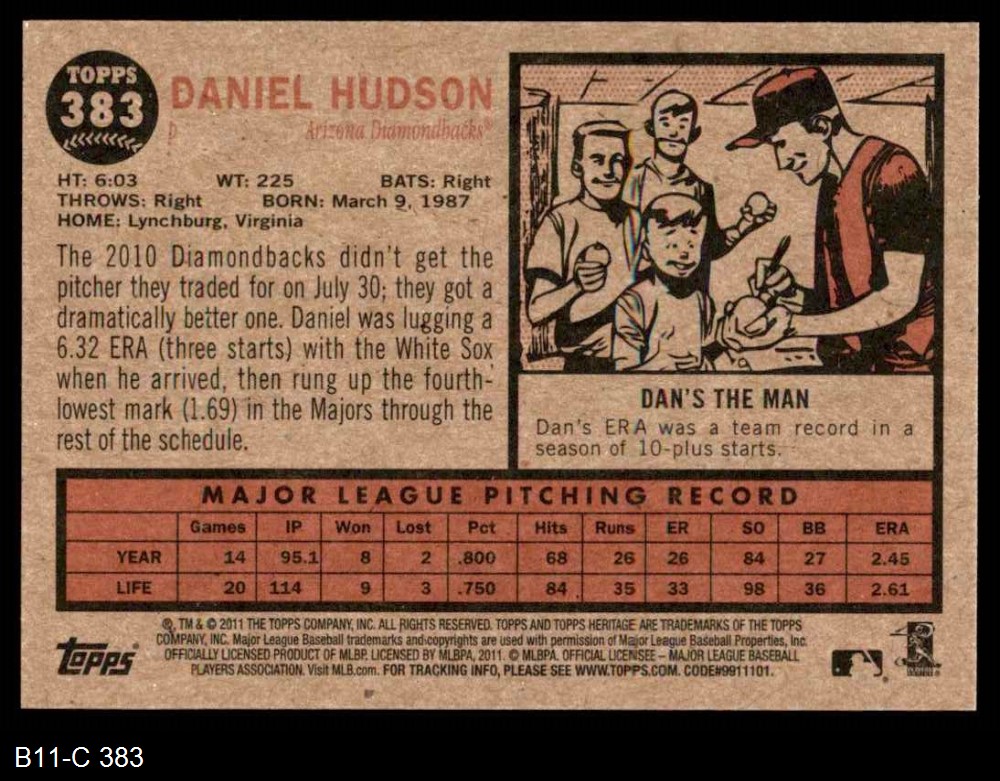 TOPPS
383
DANIEL HUDSON
p Arizona Diamondbacks®
HT: 6:03 WT: 225 BATS: Right
THROWS: Right BORN: March 9, 1987
HOME: Lynchburg, Virginia
The 2010 Diamondbacks didn't get the
pitcher they traded for on July 30; they got a
dramatically better one. Daniel was lugging a
6.32 ERA (three starts) with the White Sox
when he arrived, then rung up the fourth-
lowest mark (1.69) in the Majors through the
rest of the schedule.
DAN'S THE MAN
Dan's ERA was a team record in a
season of 10-plus starts.
MAJOR LEAGUE PITCHING RECORD
Games IP Won Lost Pct Hits Runs ER SO BB ERA
YEAR 14 95.1 8 2 .800 68 26 26 84 27 2.45
LIFE 20 114 9 3 .750 84 35 33 98 36 2.61
®, TM & © 2011 THE TOPPS COMPANY, INC. ALL RIGHTS RESERVED. TOPPS AND TOPPS HERITAGE ARE TRADEMARKS OF THE TOPPS
COMPANY, INC. Major League Baseball trademarks and copyrights are used with permission of Major League Baseball Properties, Inc.
OFFICIALLY LICENSED PRODUCT OF MLBP. LICENSED BY MLBPA, 2011. © MLBPA. OFFICIAL LICENSEE – MAJOR LEAGUE BASEBALL
PLAYERS ASSOCIATION. Visit MLB.com. FOR TRACKING INFO, PLEASE SEE WWW.TOPPS.COM. CODE#9911101.
topps®
B11-C 383